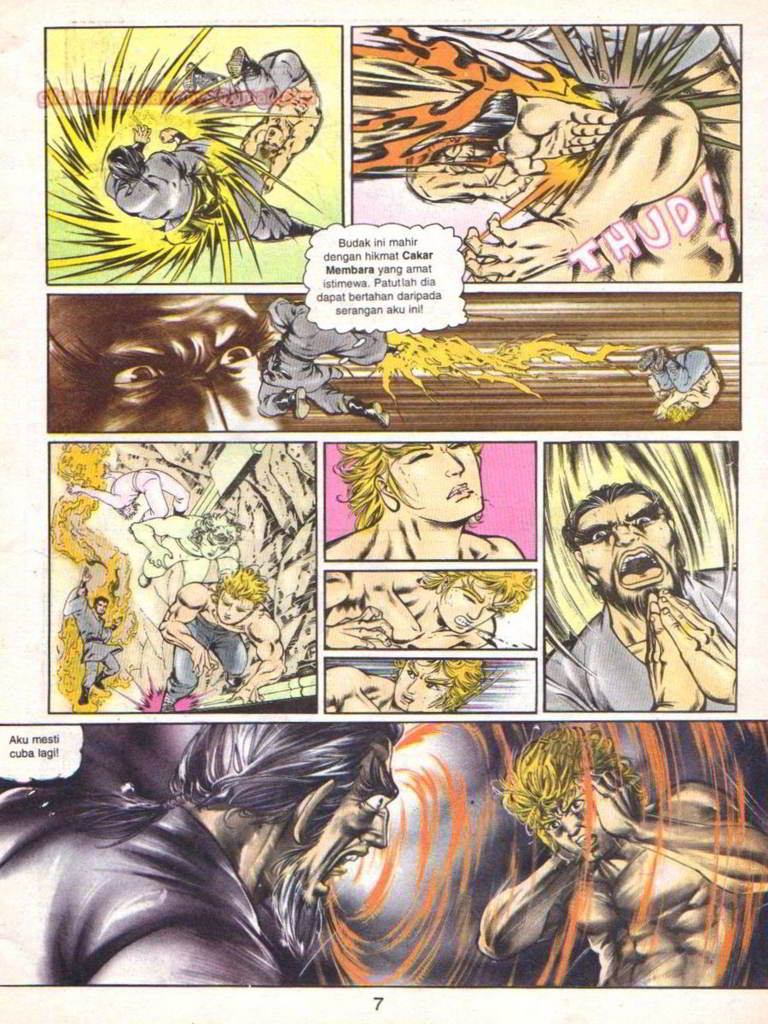 THUD!
Budak ini mahir
dengan hikmat Cakar
Membara yang amat
istimewa. Patutlah dia
dapat bertahan daripada
serangan aku ini!
Aku mesti
cuba lagi!
7